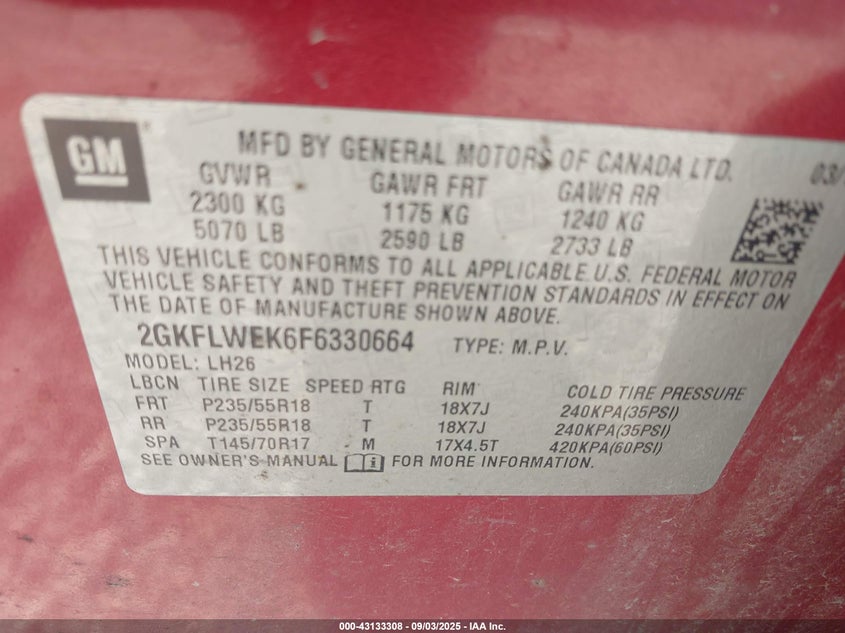 GM ®
MFD BY GENERAL MOTORS OF CANADA LTD. 03/
GVWR GAWR FRT GAWR RR
2300 KG 1175 KG 1240 KG
5070 LB 2590 LB 2733 LB
THIS VEHICLE CONFORMS TO ALL APPLICABLE U.S. FEDERAL MOTOR
VEHICLE SAFETY AND THEFT PREVENTION STANDARDS IN EFFECT ON
THE DATE OF MANUFACTURE SHOWN ABOVE.
2GKFLWEK6F6330664 TYPE: M.P.V.
MODEL: LH26
LBCN TIRE SIZE SPEED RTG RIM COLD TIRE PRESSURE
FRT P235/55R18 T 18X7J 240KPA(35PSI)
RR P235/55R18 T 18X7J 240KPA(35PSI)
SPA T145/70R17 M 17X4.5T 420KPA(60PSI)
SEE OWNER'S MANUAL FOR MORE INFORMATION.
000-43133308 - 09/03/2025 - IAA Inc.